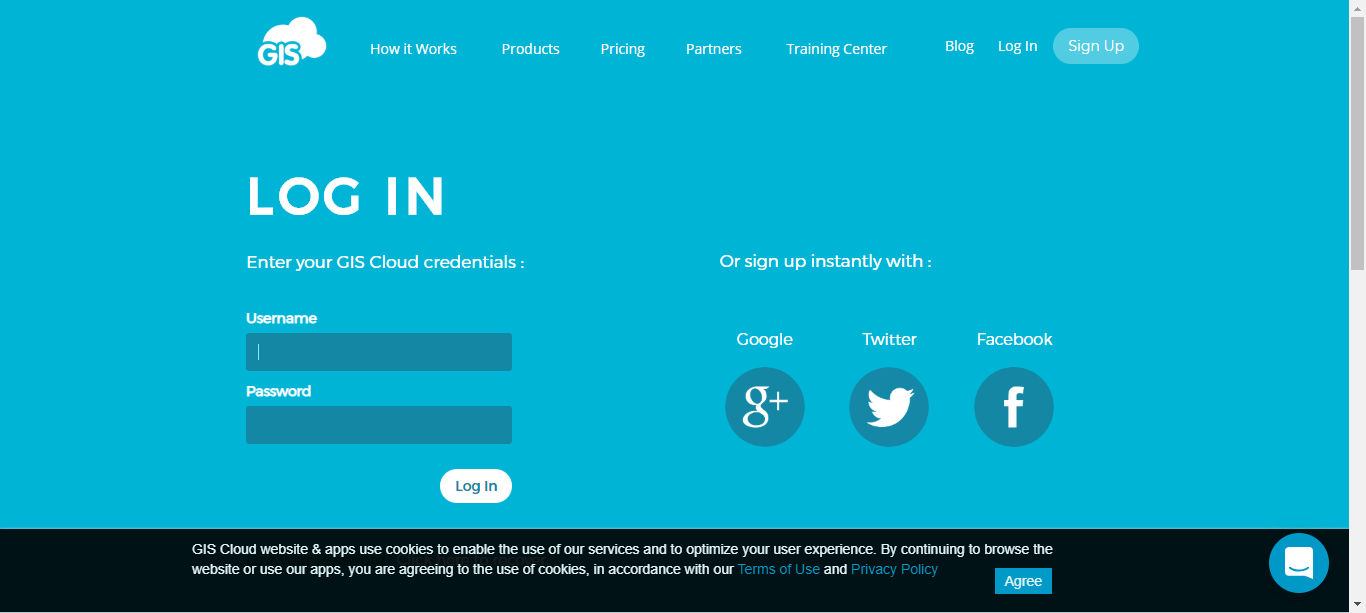 GIS
How it Works Products Pricing Partners Training Center Blog Log In Sign Up
LOG IN
Enter your GIS Cloud credentials :
Or sign up instantly with :
Username
Password
Log In
Google Twitter Facebook
g+
f
GIS Cloud website & apps use cookies to enable the use of our services and to optimize your user experience. By continuing to browse the
website or use our apps, you are agreeing to the use of cookies, in accordance with our Terms of Use and Privacy Policy
Agree